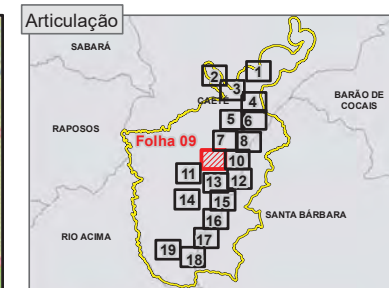 Articulação
SABARÁ
1
2
3
BARÃO DE
COCAIS
CAETÉ
4
5
6
RAPOSOS
Folha 09
7
8
10
11
13
12
14
15
SANTA BÁRBARA
16
RIO ACIMA
17
19
18